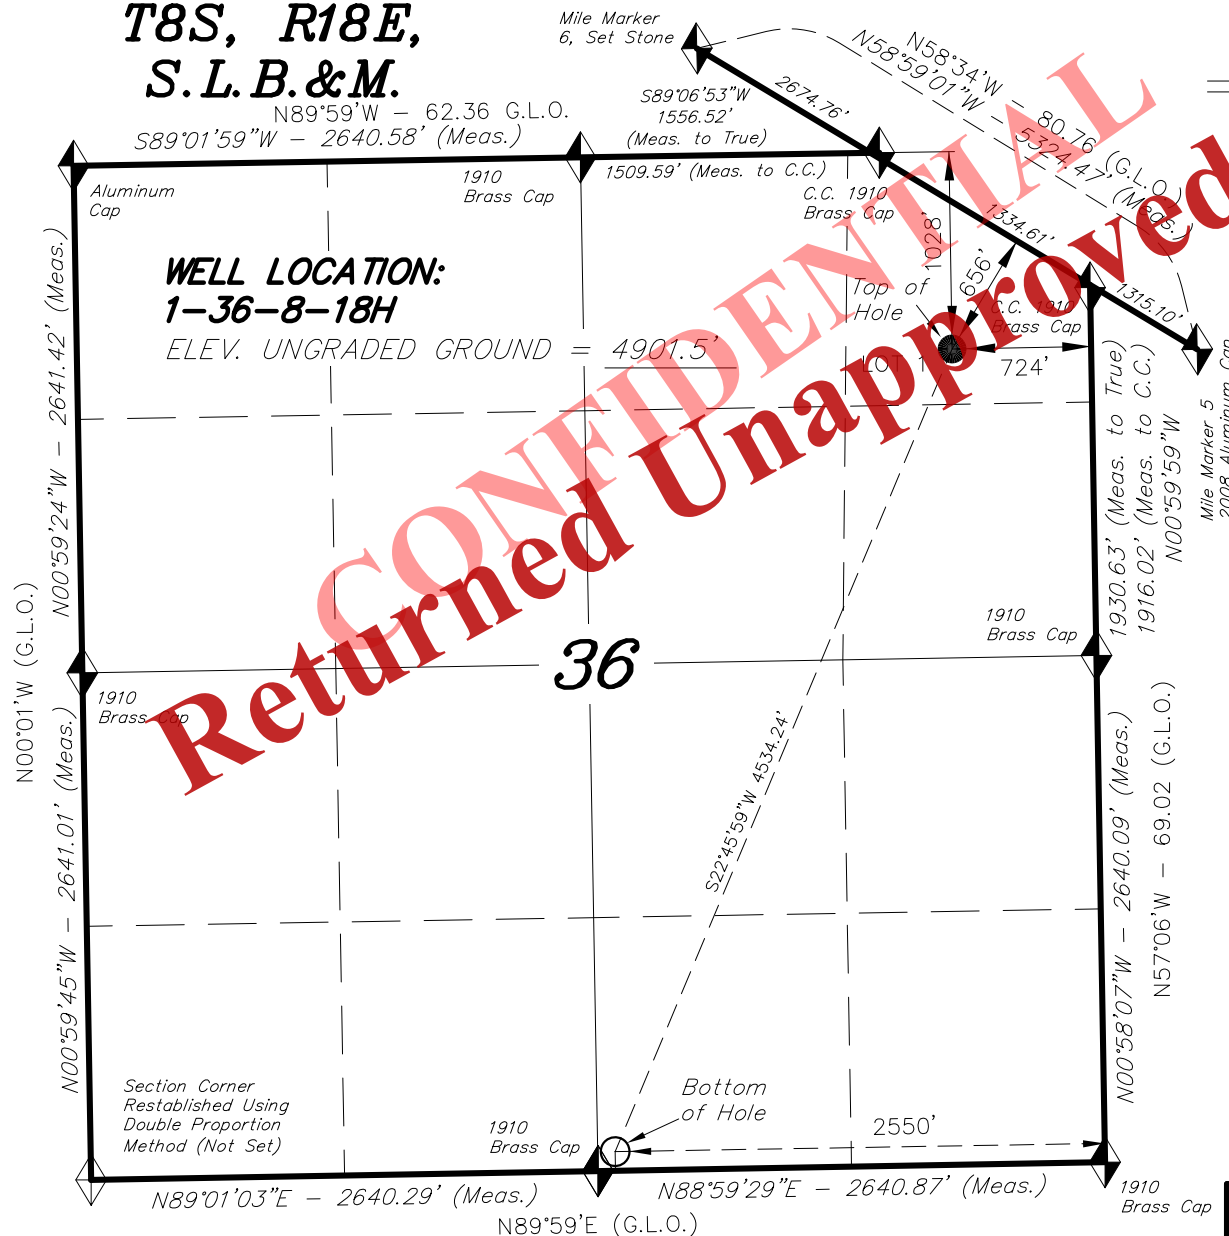 T8S, R18E,
S.L.B.&M.
Mile Marker
6, Set Stone
N58°34'W – 80.76 (G.L.O.)
N58°59'01"W – 5324.47' (Meas.)
N89°59'W – 62.36 G.L.O.
S89°01'59"W – 2640.58' (Meas.)
S89°06'53"W
1556.52'
(Meas. to True)
2674.76'
1509.59' (Meas. to C.C.)
Aluminum
Cap
1910
Brass Cap
C.C. 1910
Brass Cap
1028'
656'
1334.61'
1315.10'
WELL LOCATION:
1-36-8-18H
ELEV. UNGRADED GROUND = 4901.5'
Top of
Hole
C.C. 1910
Brass Cap
LOT 1
724'
CONFIDENTIAL
Returned Unapproved
Mile Marker 5
2008 Aluminum Cap
N00°59'24"W – 2641.42' (Meas.)
N00°01'W (G.L.O.)
N00°59'45"W – 2641.01' (Meas.)
1930.63' (Meas. to True)
1916.02' (Meas. to C.C.)
N00°59'59"W
1910
Brass Cap
36
1910
Brass Cap
S22°45'59"W 4534.24'
N00°58'07"W – 2640.09' (Meas.)
N57°06'W – 69.02 (G.L.O.)
Section Corner
Restablished Using
Double Proportion
Method (Not Set)
1910
Brass Cap
Bottom
of Hole
2550'
N89°01'03"E – 2640.29' (Meas.)
N88°59'29"E – 2640.87' (Meas.)
N89°59'E (G.L.O.)
1910
Brass Cap